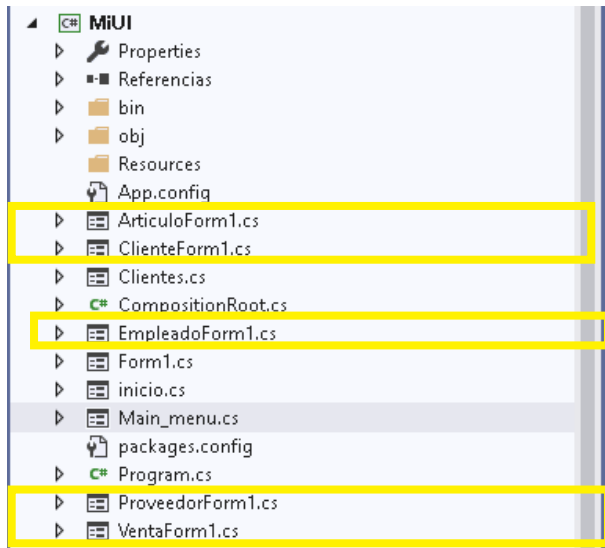 C# MiUI
Properties
Referencias
bin
obj
Resources
App.config
ArticuloForm1.cs
ClienteForm1.cs
Clientes.cs
C# CompositionRoot.cs
EmpleadoForm1.cs
Form1.cs
inicio.cs
Main_menu.cs
packages.config
C# Program.cs
ProveedorForm1.cs
VentaForm1.cs